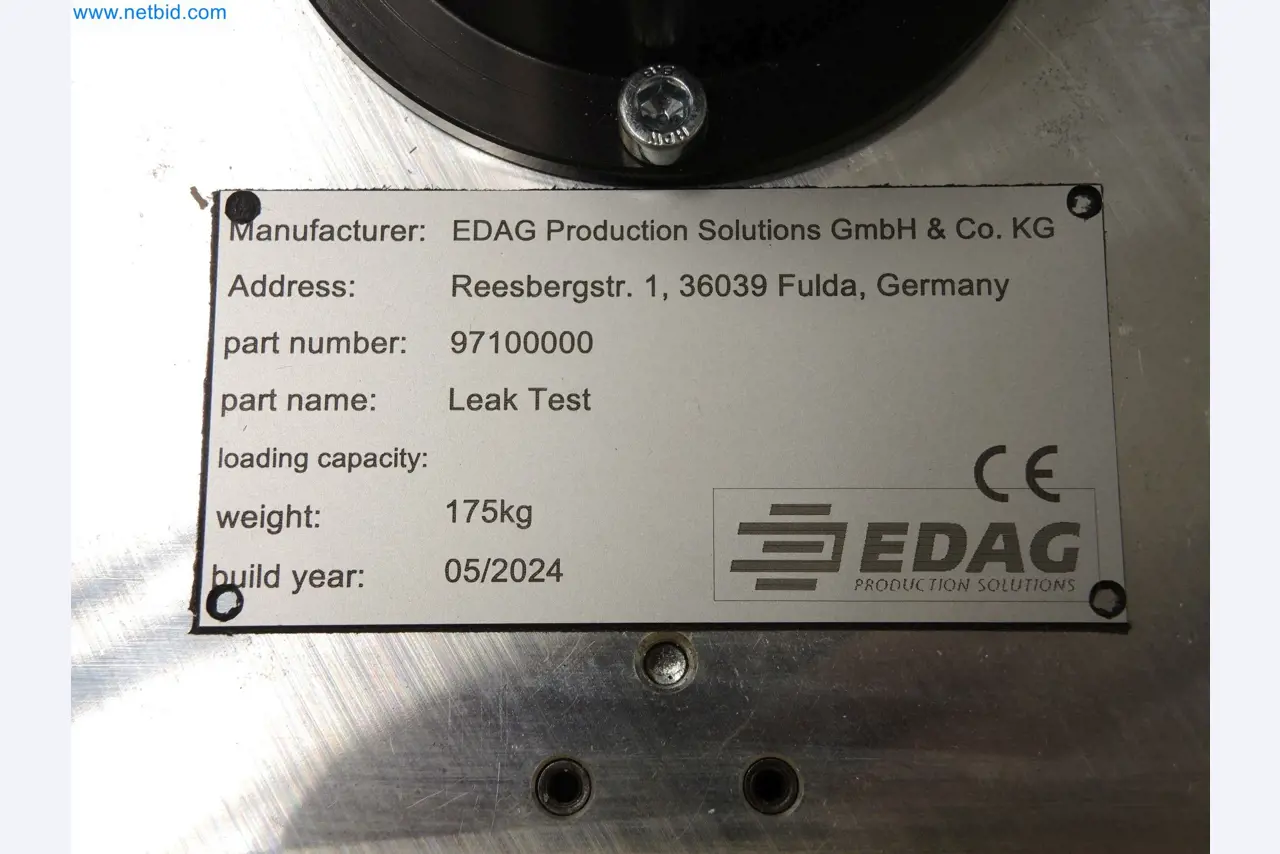 www.netbid.com
Manufacturer: EDAG Production Solutions GmbH & Co. KG
Address: Reesbergstr. 1, 36039 Fulda, Germany
part number: 97100000
part name: Leak Test
loading capacity:
weight: 175kg
build year: 05/2024
CE
EDAG
PRODUCTION SOLUTIONS